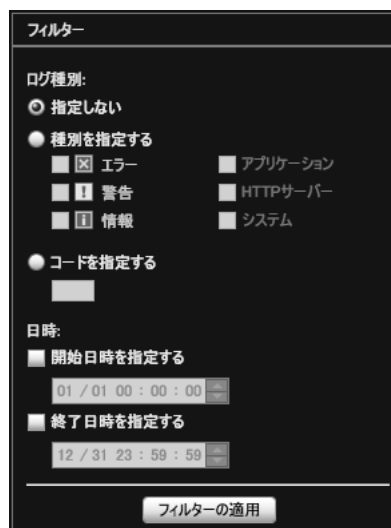 フィルター
ログ種別:
指定しない
種別を指定する
エラー アプリケーション
警告 HTTPサーバー
情報 システム
コードを指定する
日時:
開始日時を指定する
01 / 01 00 : 00 : 00
終了日時を指定する
12 / 31 23 : 59 : 59
フィルターの適用